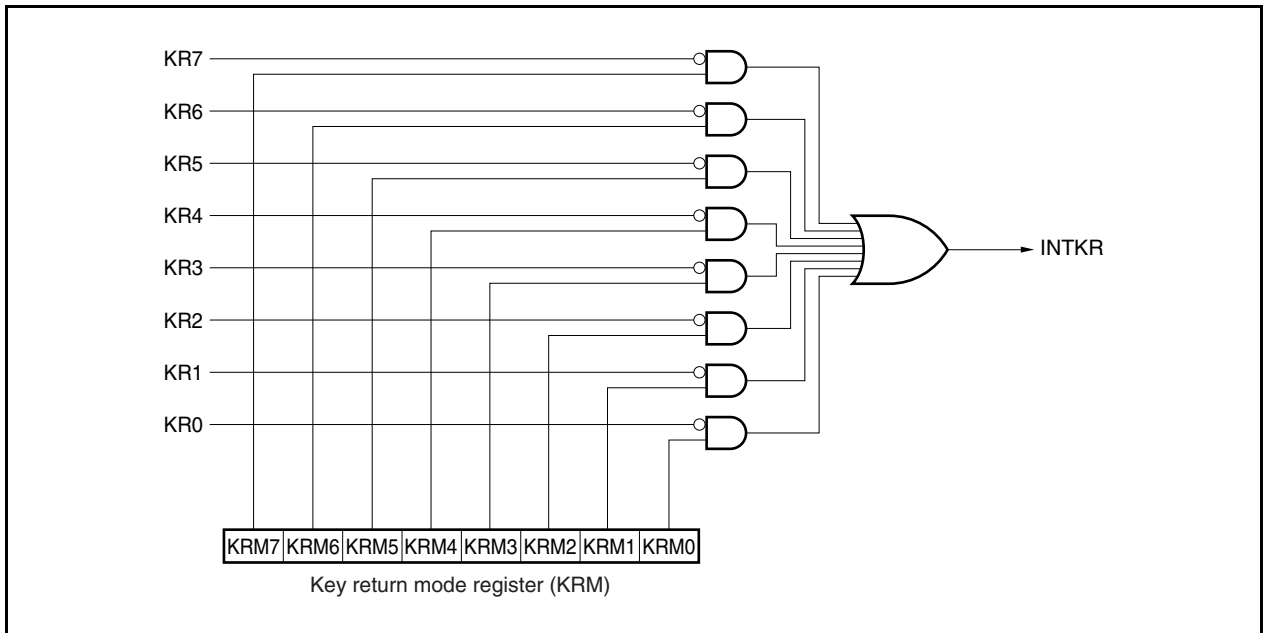 KR7
KR6
KR5
KR4
KR3
KR2
KR1
KR0
INTKR
KRM7 KRM6 KRM5 KRM4 KRM3 KRM2 KRM1 KRM0
Key return mode register (KRM)